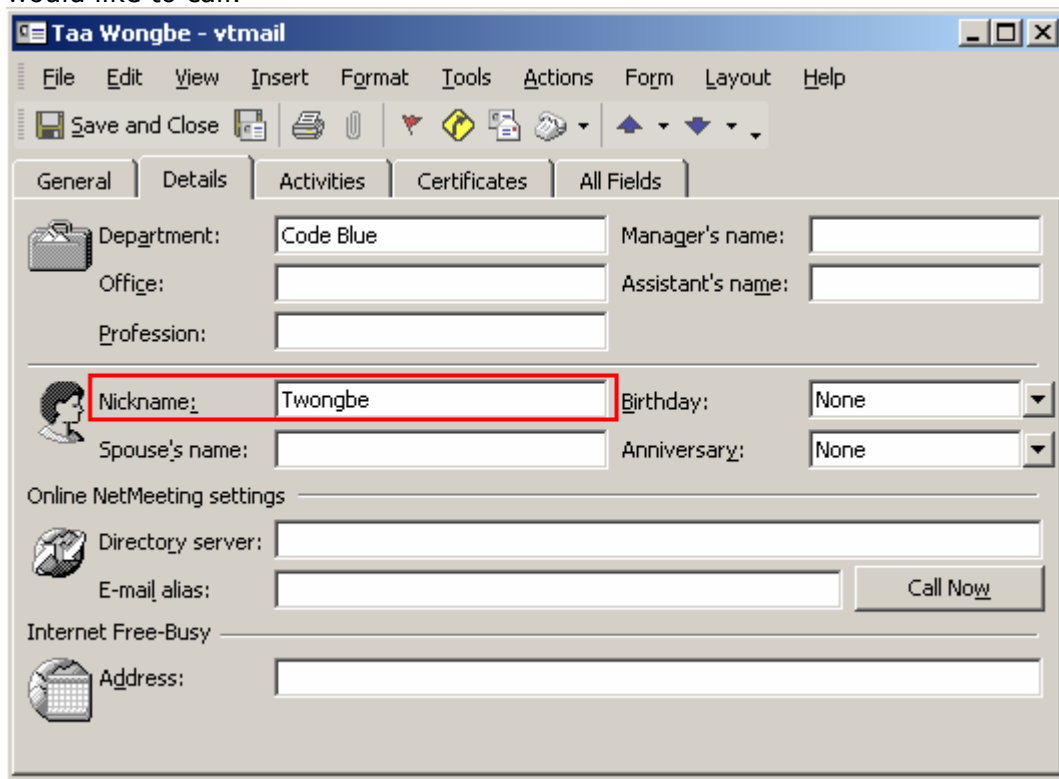 would like to call.
Taa Wongbe - vtmail
File Edit View Insert Format Tools Actions Form Layout Help
Save and Close
General Details Activities Certificates All Fields
Department: Code Blue Manager's name:
Office: Assistant's name:
Profession:
Nickname: Twongbe Birthday: None
Spouse's name: Anniversary: None
Online NetMeeting settings
Directory server:
E-mail alias: Call Now
Internet Free-Busy
Address: